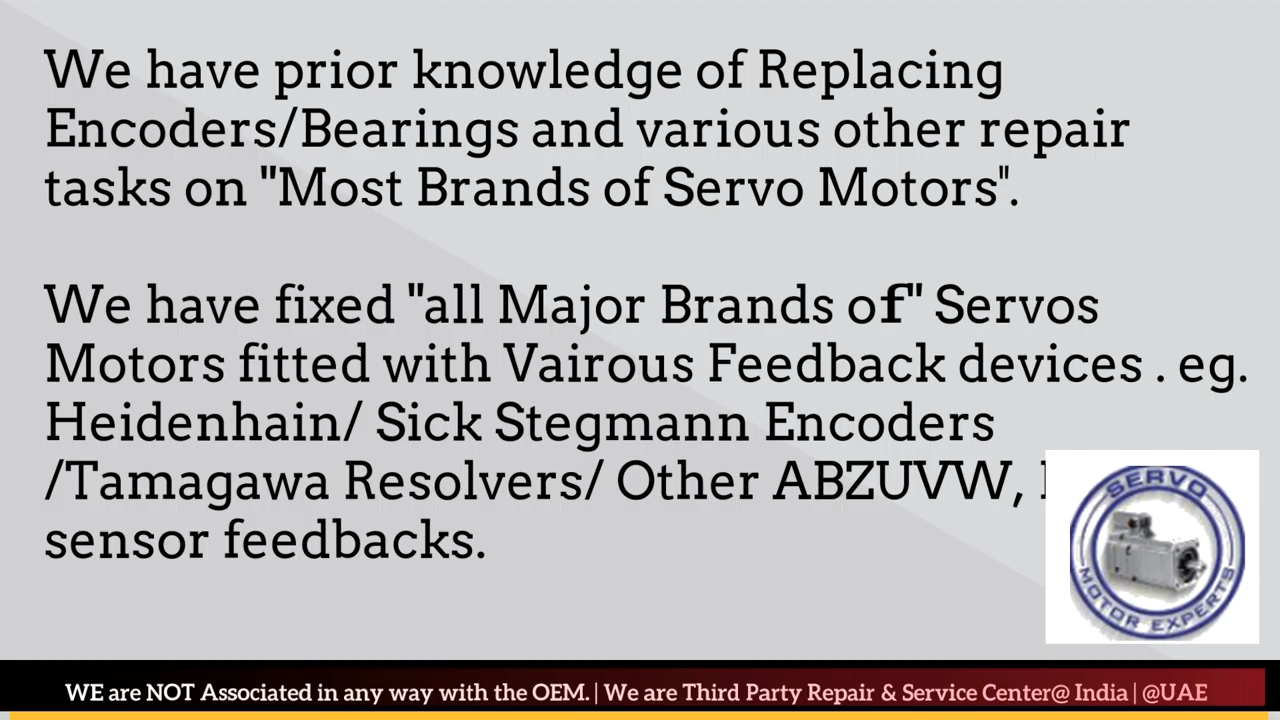 We have prior knowledge of Replacing
Encoders/Bearings and various other repair
tasks on "Most Brands of Servo Motors".
We have fixed "all Major Brands of" Servos
Motors fitted with Vairous Feedback devices . eg.
Heidenhain/ Sick Stegmann Encoders
/Tamagawa Resolvers/ Other ABZUVW,
sensor feedbacks.
SERVO
MOTOR EXPERTS
WE are NOT Associated in any way with the OEM. | We are Third Party Repair & Service Center@ India | @UAE